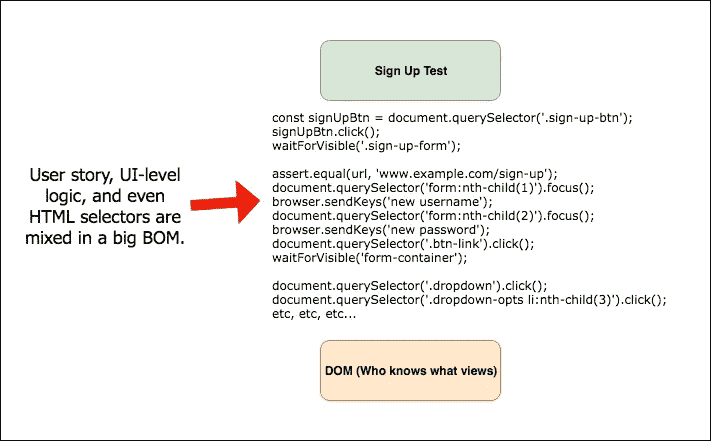 Sign Up Test
const signUpBtn = document.querySelector('.sign-up-btn');
signUpBtn.click();
waitForVisible('.sign-up-form');
assert.equal(url, 'www.example.com/sign-up');
document.querySelector('form:nth-child(1)').focus();
browser.sendKeys('new username');
document.querySelector('form:nth-child(2)').focus();
browser.sendKeys('new password');
document.querySelector('.btn-link').click();
waitForVisible('form-container');
document.querySelector('.dropdown').click();
document.querySelector('.dropdown-opts li:nth-child(3)').click();
etc, etc, etc...
User story, UI-level
logic, and even
HTML selectors are
mixed in a big BOM.
DOM (Who knows what views)